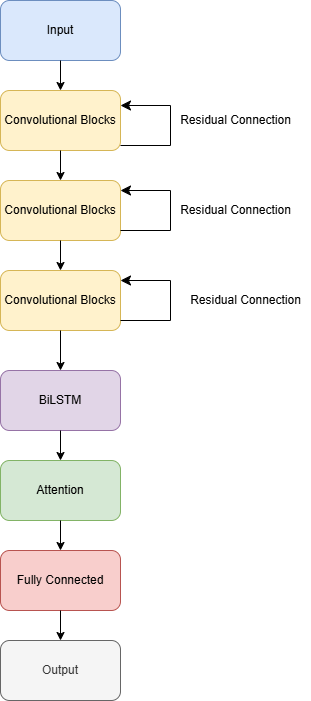 Input
Convolutional Blocks
Residual Connection
Convolutional Blocks
Residual Connection
Convolutional Blocks
Residual Connection
BiLSTM
Attention
Fully Connected
Output